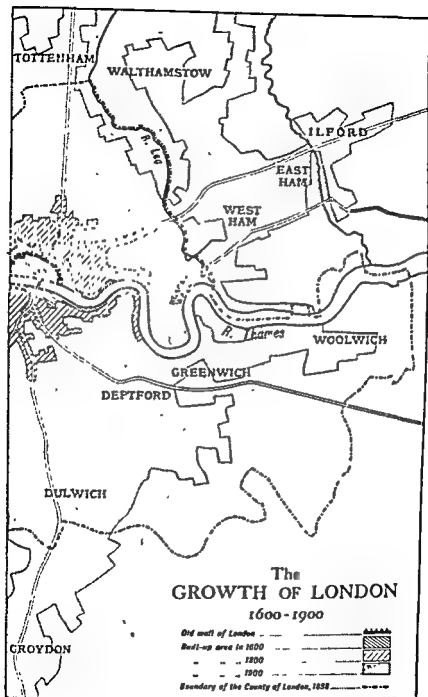 TOTTENHAM
WALTHAMSTOW
R. Lea
ILFORD
EAST
HAM
WEST
HAM
R. Thames
WOOLWICH
GREENWICH
DEPTFORD
DULWICH
CROYDON
The
GROWTH OF LONDON
1600-1900
Old wall of London
Built-up area in 1600
" " " 1800
" " " 1900
Boundary of the County of London, 1898